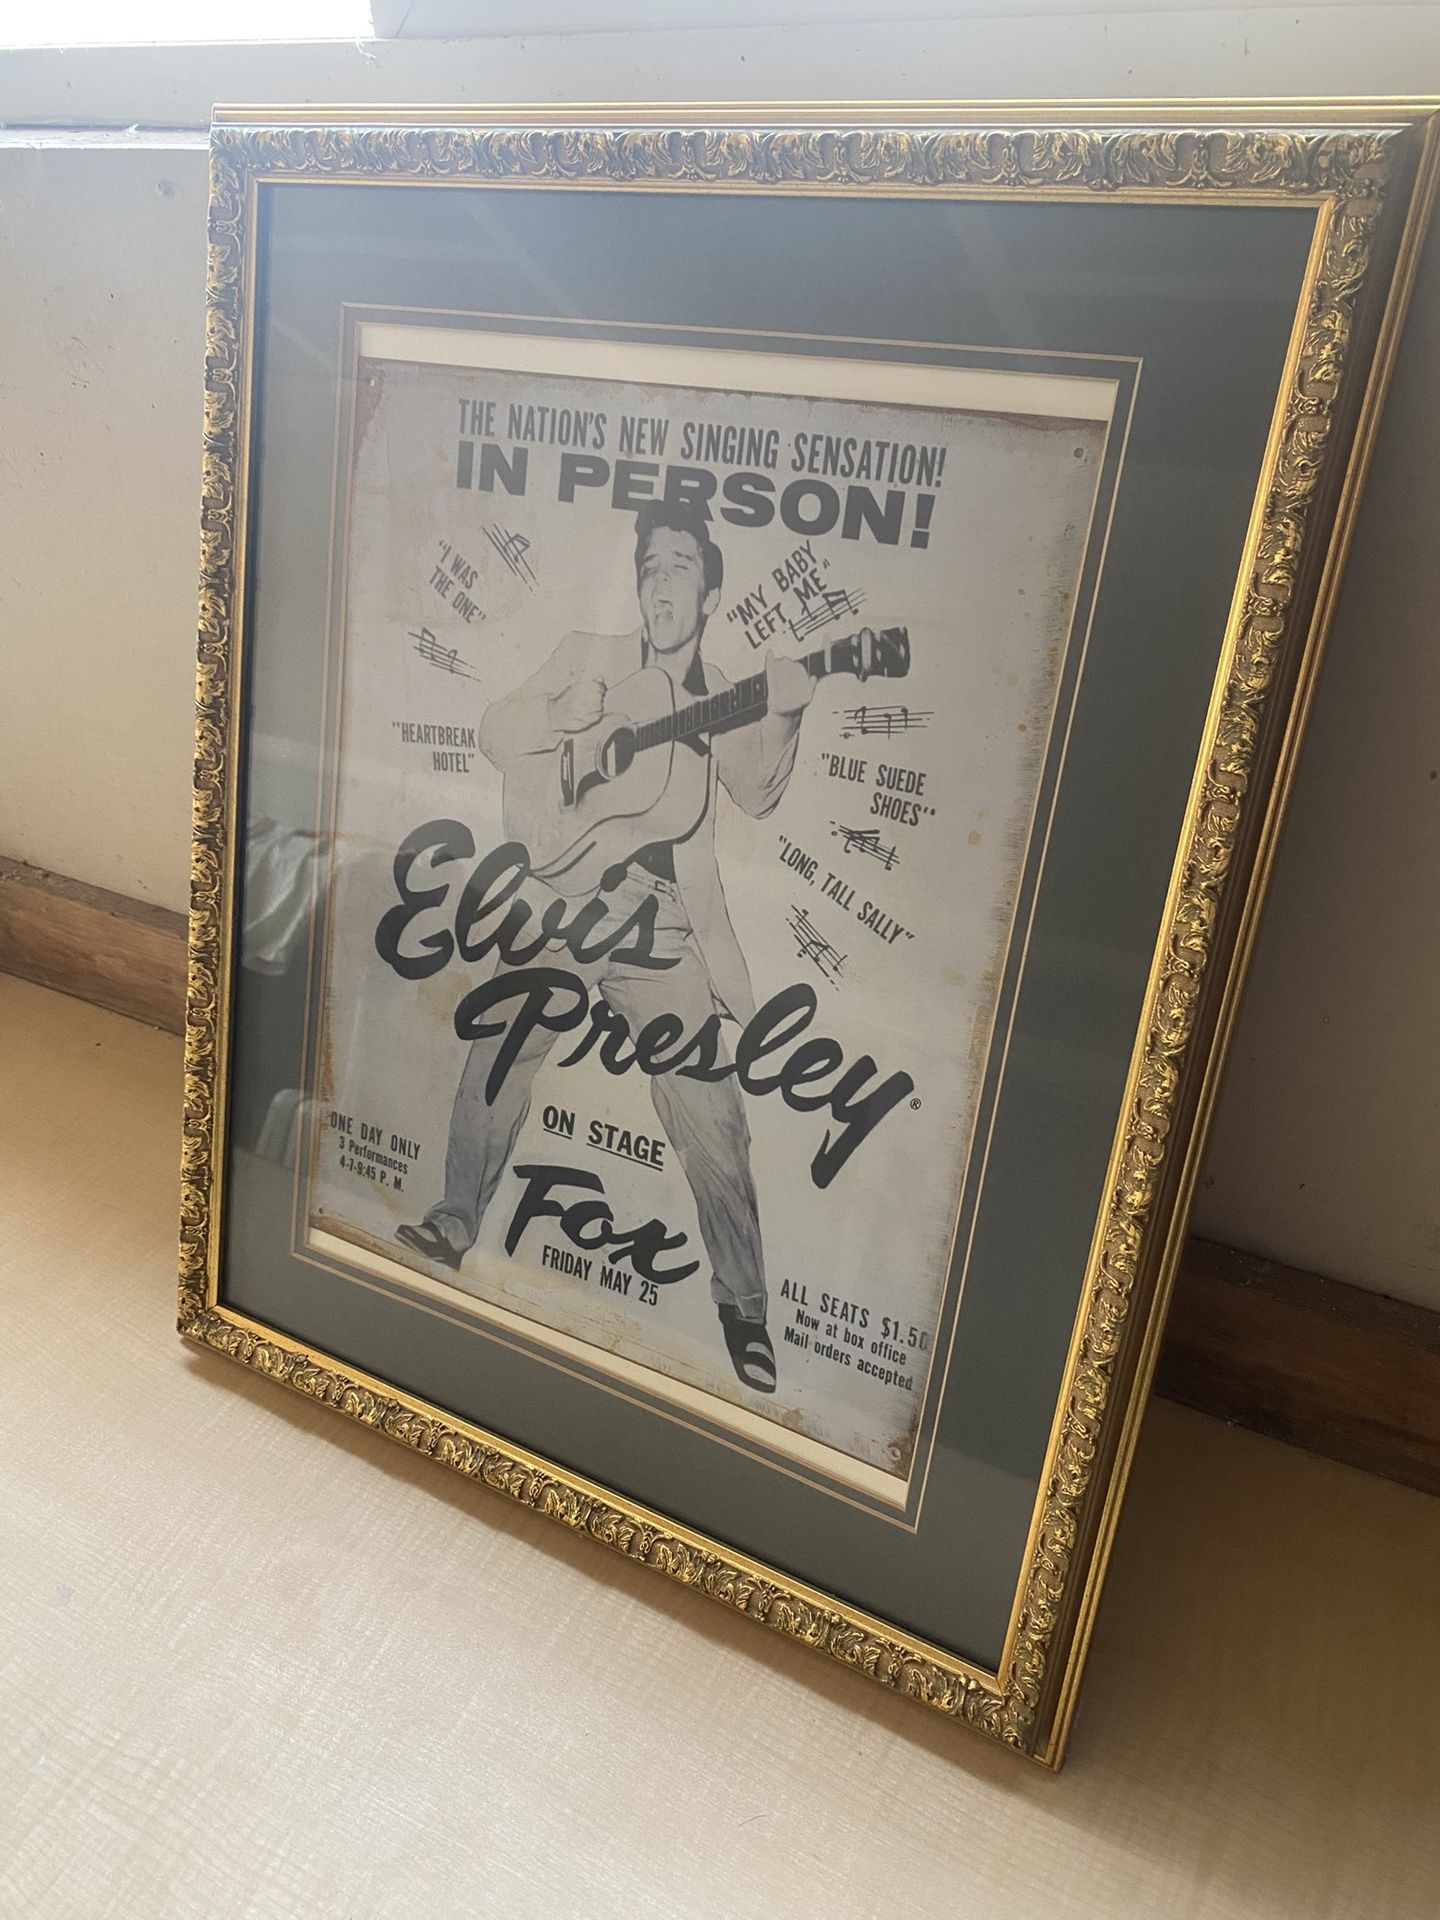 THE NATION'S NEW SINGING SENSATION!
IN PERSON!
"I WAS
THE ONE"
"MY BABY
LEFT ME"
"HEARTBREAK
HOTEL"
"BLUE SUEDE
SHOES"
"LONG, TALL SALLY"
Elvis
Presley®
ON STAGE
Fox
FRIDAY MAY 25
ONE DAY ONLY
3 Performances
4-7-9:45 P. M.
ALL SEATS $1.50
Now at box office
Mail orders accepted